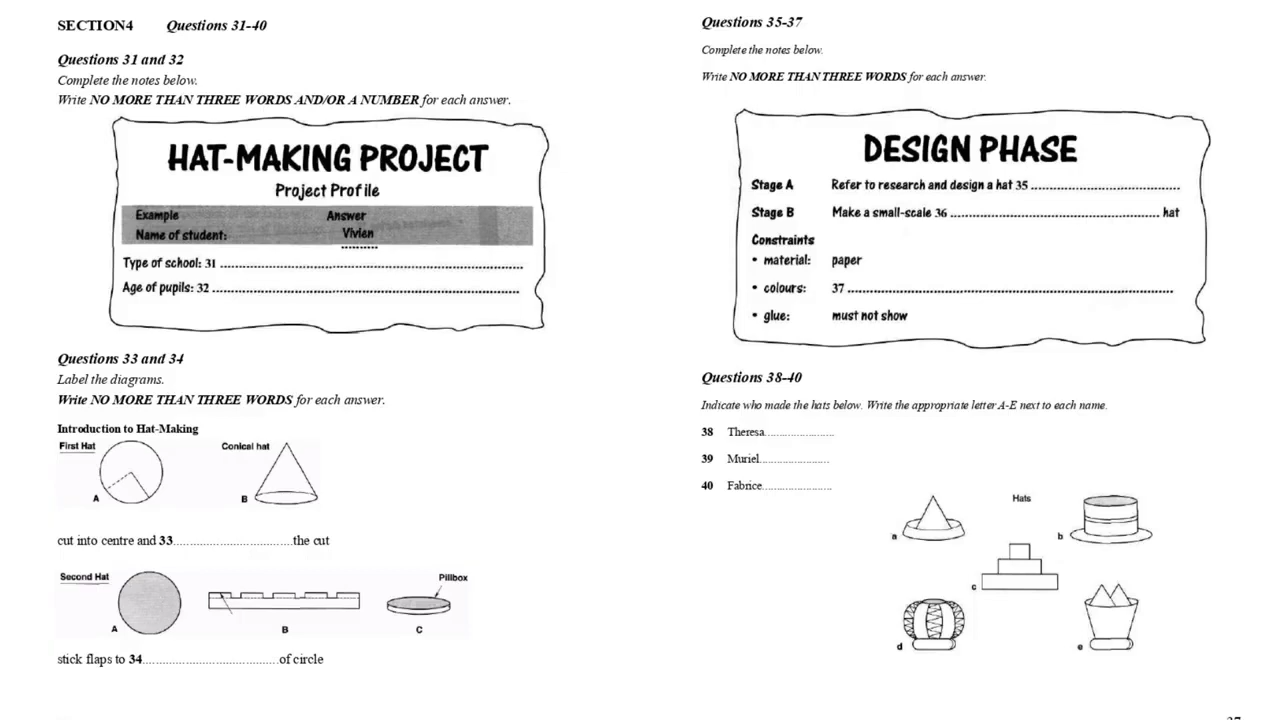 SECTION4 Questions 31-40
Questions 31 and 32
Complete the notes below.
Write NO MORE THAN THREE WORDS AND/OR A NUMBER for each answer.
HAT-MAKING PROJECT
Project Profile
Example Answer
Name of student: Vivien
Type of school: 31 ........................................
Age of pupils: 32 ........................................
Questions 33 and 34
Label the diagrams.
Write NO MORE THAN THREE WORDS for each answer.
Introduction to Hat-Making
First Hat
Conical hat
A
B
cut into centre and 33........................................the cut
Second Hat
Pillbox
A
B
C
stick flaps to 34........................................of circle
Questions 35-37
Complete the notes below.
Write NO MORE THAN THREE WORDS for each answer.
DESIGN PHASE
Stage A Refer to research and design a hat 35 ........................................
Stage B Make a small-scale 36 ........................................ hat
Constraints
• material: paper
• colours: 37 ........................................
• glue: must not show
Questions 38-40
Indicate who made the hats below. Write the appropriate letter A-E next to each name.
38 Theresa........................
39 Muriel........................
40 Fabrice........................
Hats
a
b
c
d
e